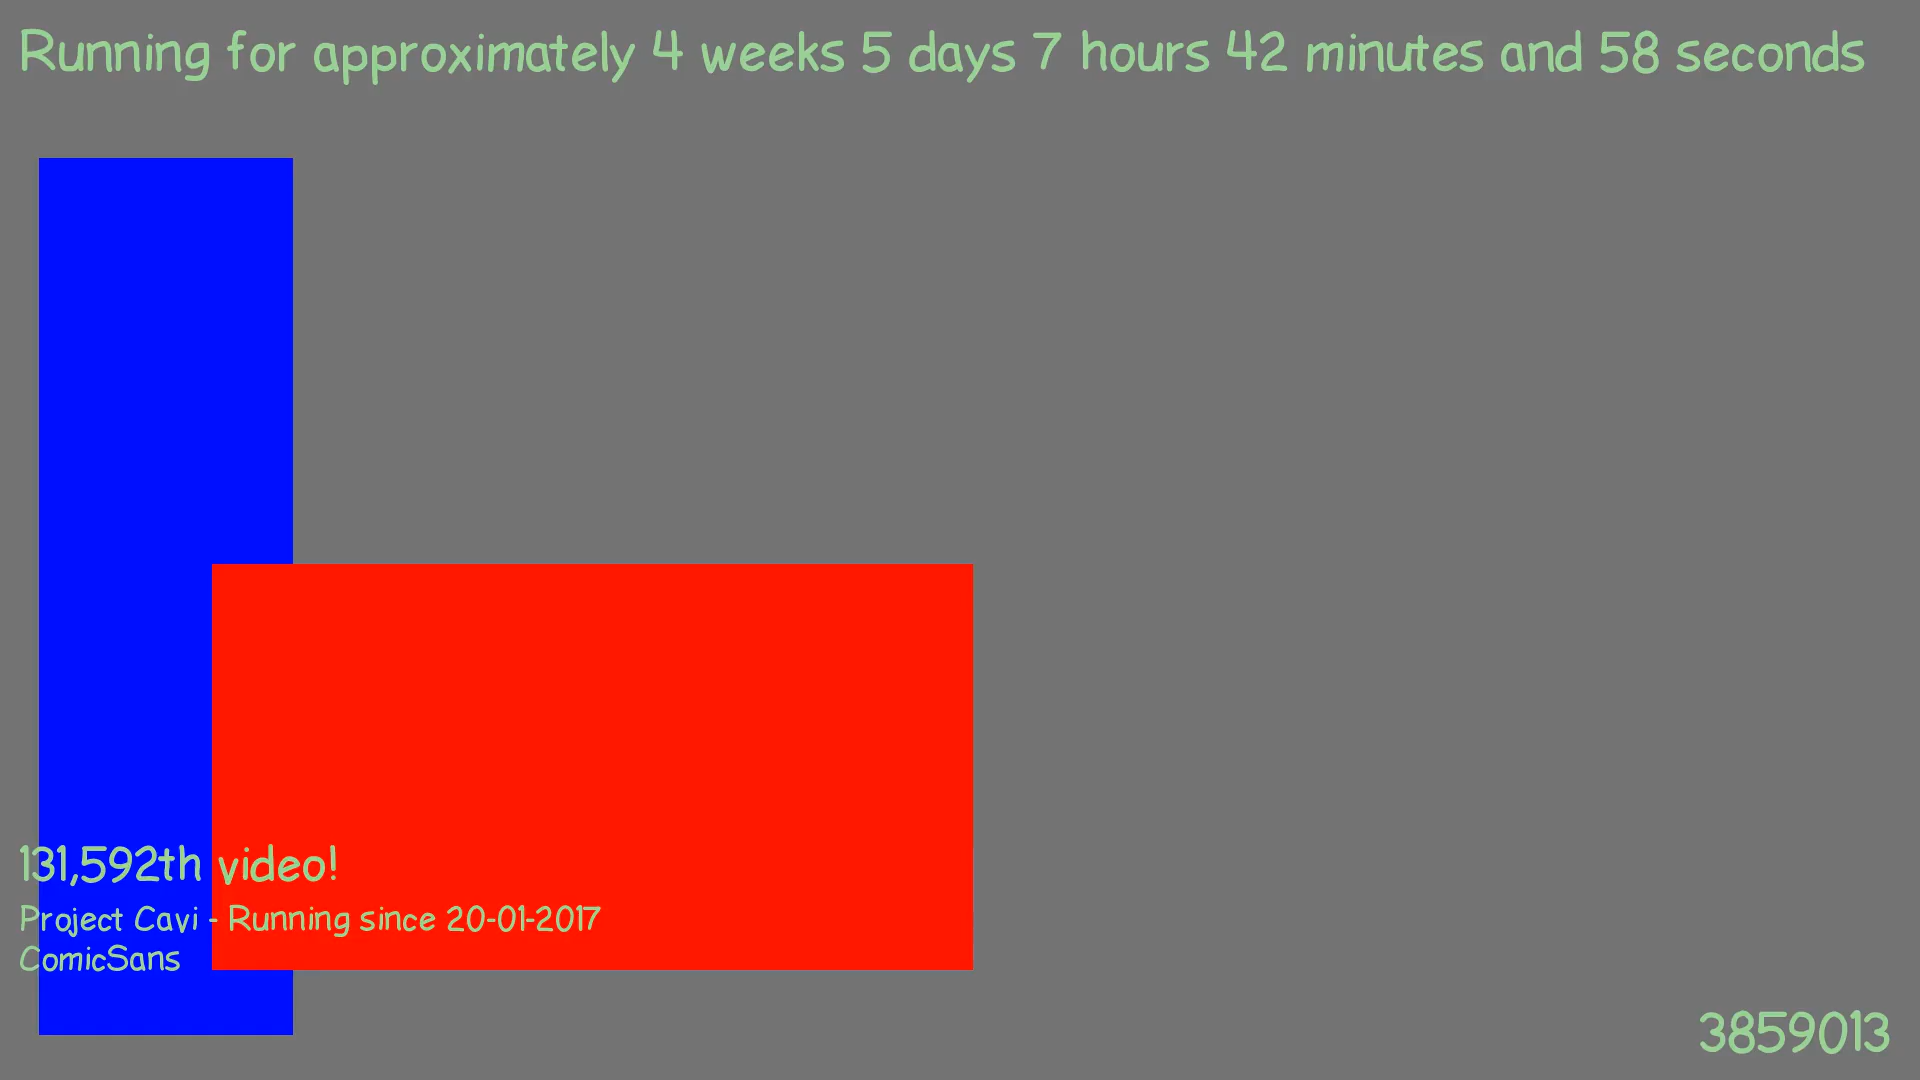 Running for approximately 4 weeks 5 days 7 hours 42 minutes and 58 seconds
131,592th video!
Project Cavi - Running since 20-01-2017
ComicSans
3859013